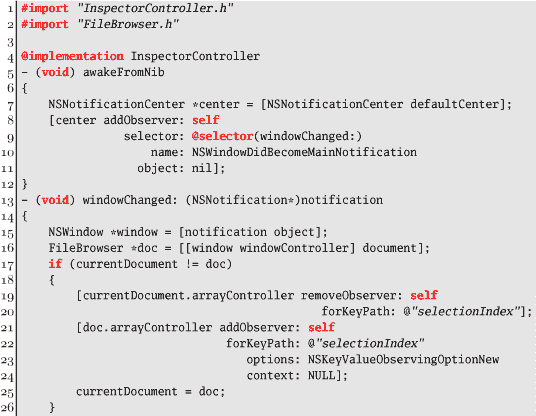 1 #import "InspectorController.h"
2 #import "FileBrowser.h"
3
4 @implementation InspectorController
5 - (void) awakeFromNib
6 {
7     NSNotificationCenter *center = [NSNotificationCenter defaultCenter];
8     [center addObserver: self
9                selector: @selector(windowChanged:)
10                   name: NSWindowDidBecomeMainNotification
11                 object: nil];
12 }
13 - (void) windowChanged: (NSNotification*)notification
14 {
15     NSWindow *window = [notification object];
16     FileBrowser *doc = [[window windowController] document];
17     if (currentDocument != doc)
18     {
19         [currentDocument.arrayController removeObserver: self
20                                             forKeyPath: @"selectionIndex"];
21         [doc.arrayController addObserver: self
22                               forKeyPath: @"selectionIndex"
23                                  options: NSKeyValueObservingOptionNew
24                                  context: NULL];
25         currentDocument = doc;
26     }